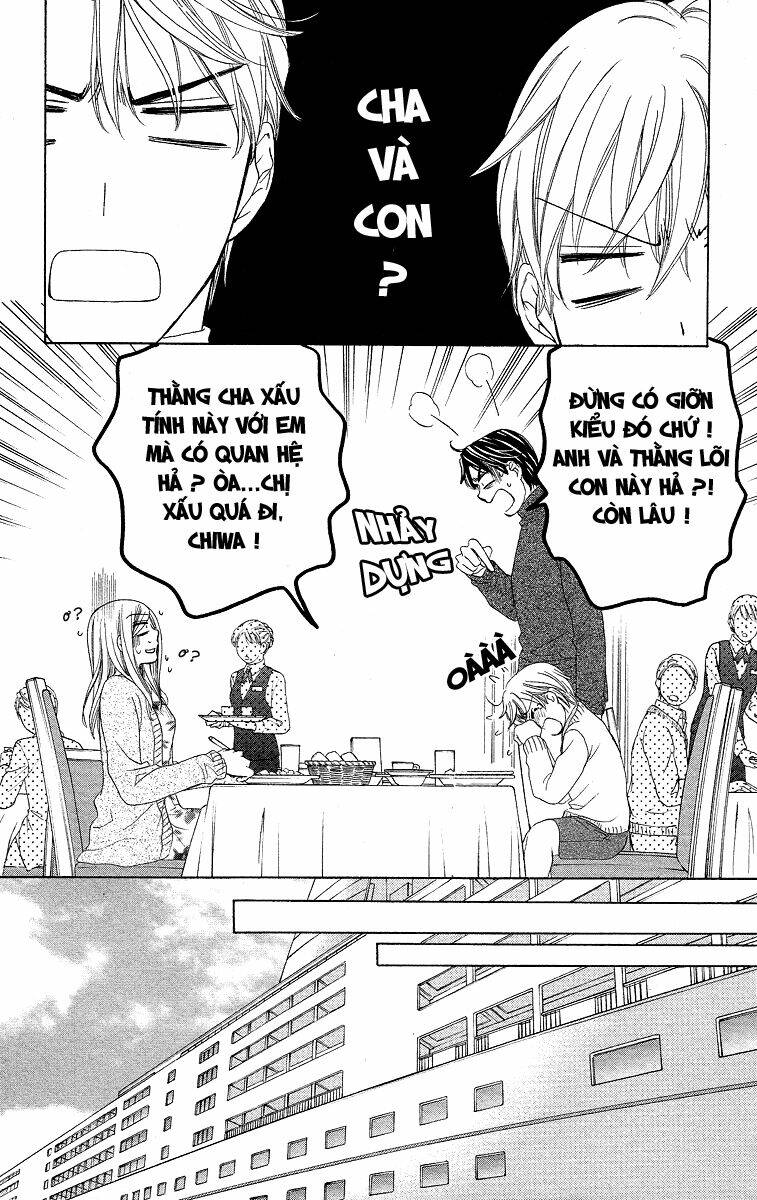 CHA
VÀ
CON
?
ĐỪNG CÓ GIỠN
KIỂU ĐÓ CHỨ !
ANH VÀ THẰNG LÕI
CON NÀY HẢ ?!
CÒN LÂU !
THẰNG CHA XẤU
TÍNH NÀY VỚI EM
MÀ CÓ QUAN HỆ
HẢ ? ÒA...CHỊ
XẤU QUÁ ĐI,
CHIWA !
NHẢY
DỰNG
OÀÀÀ
Ơ?
Ơ?